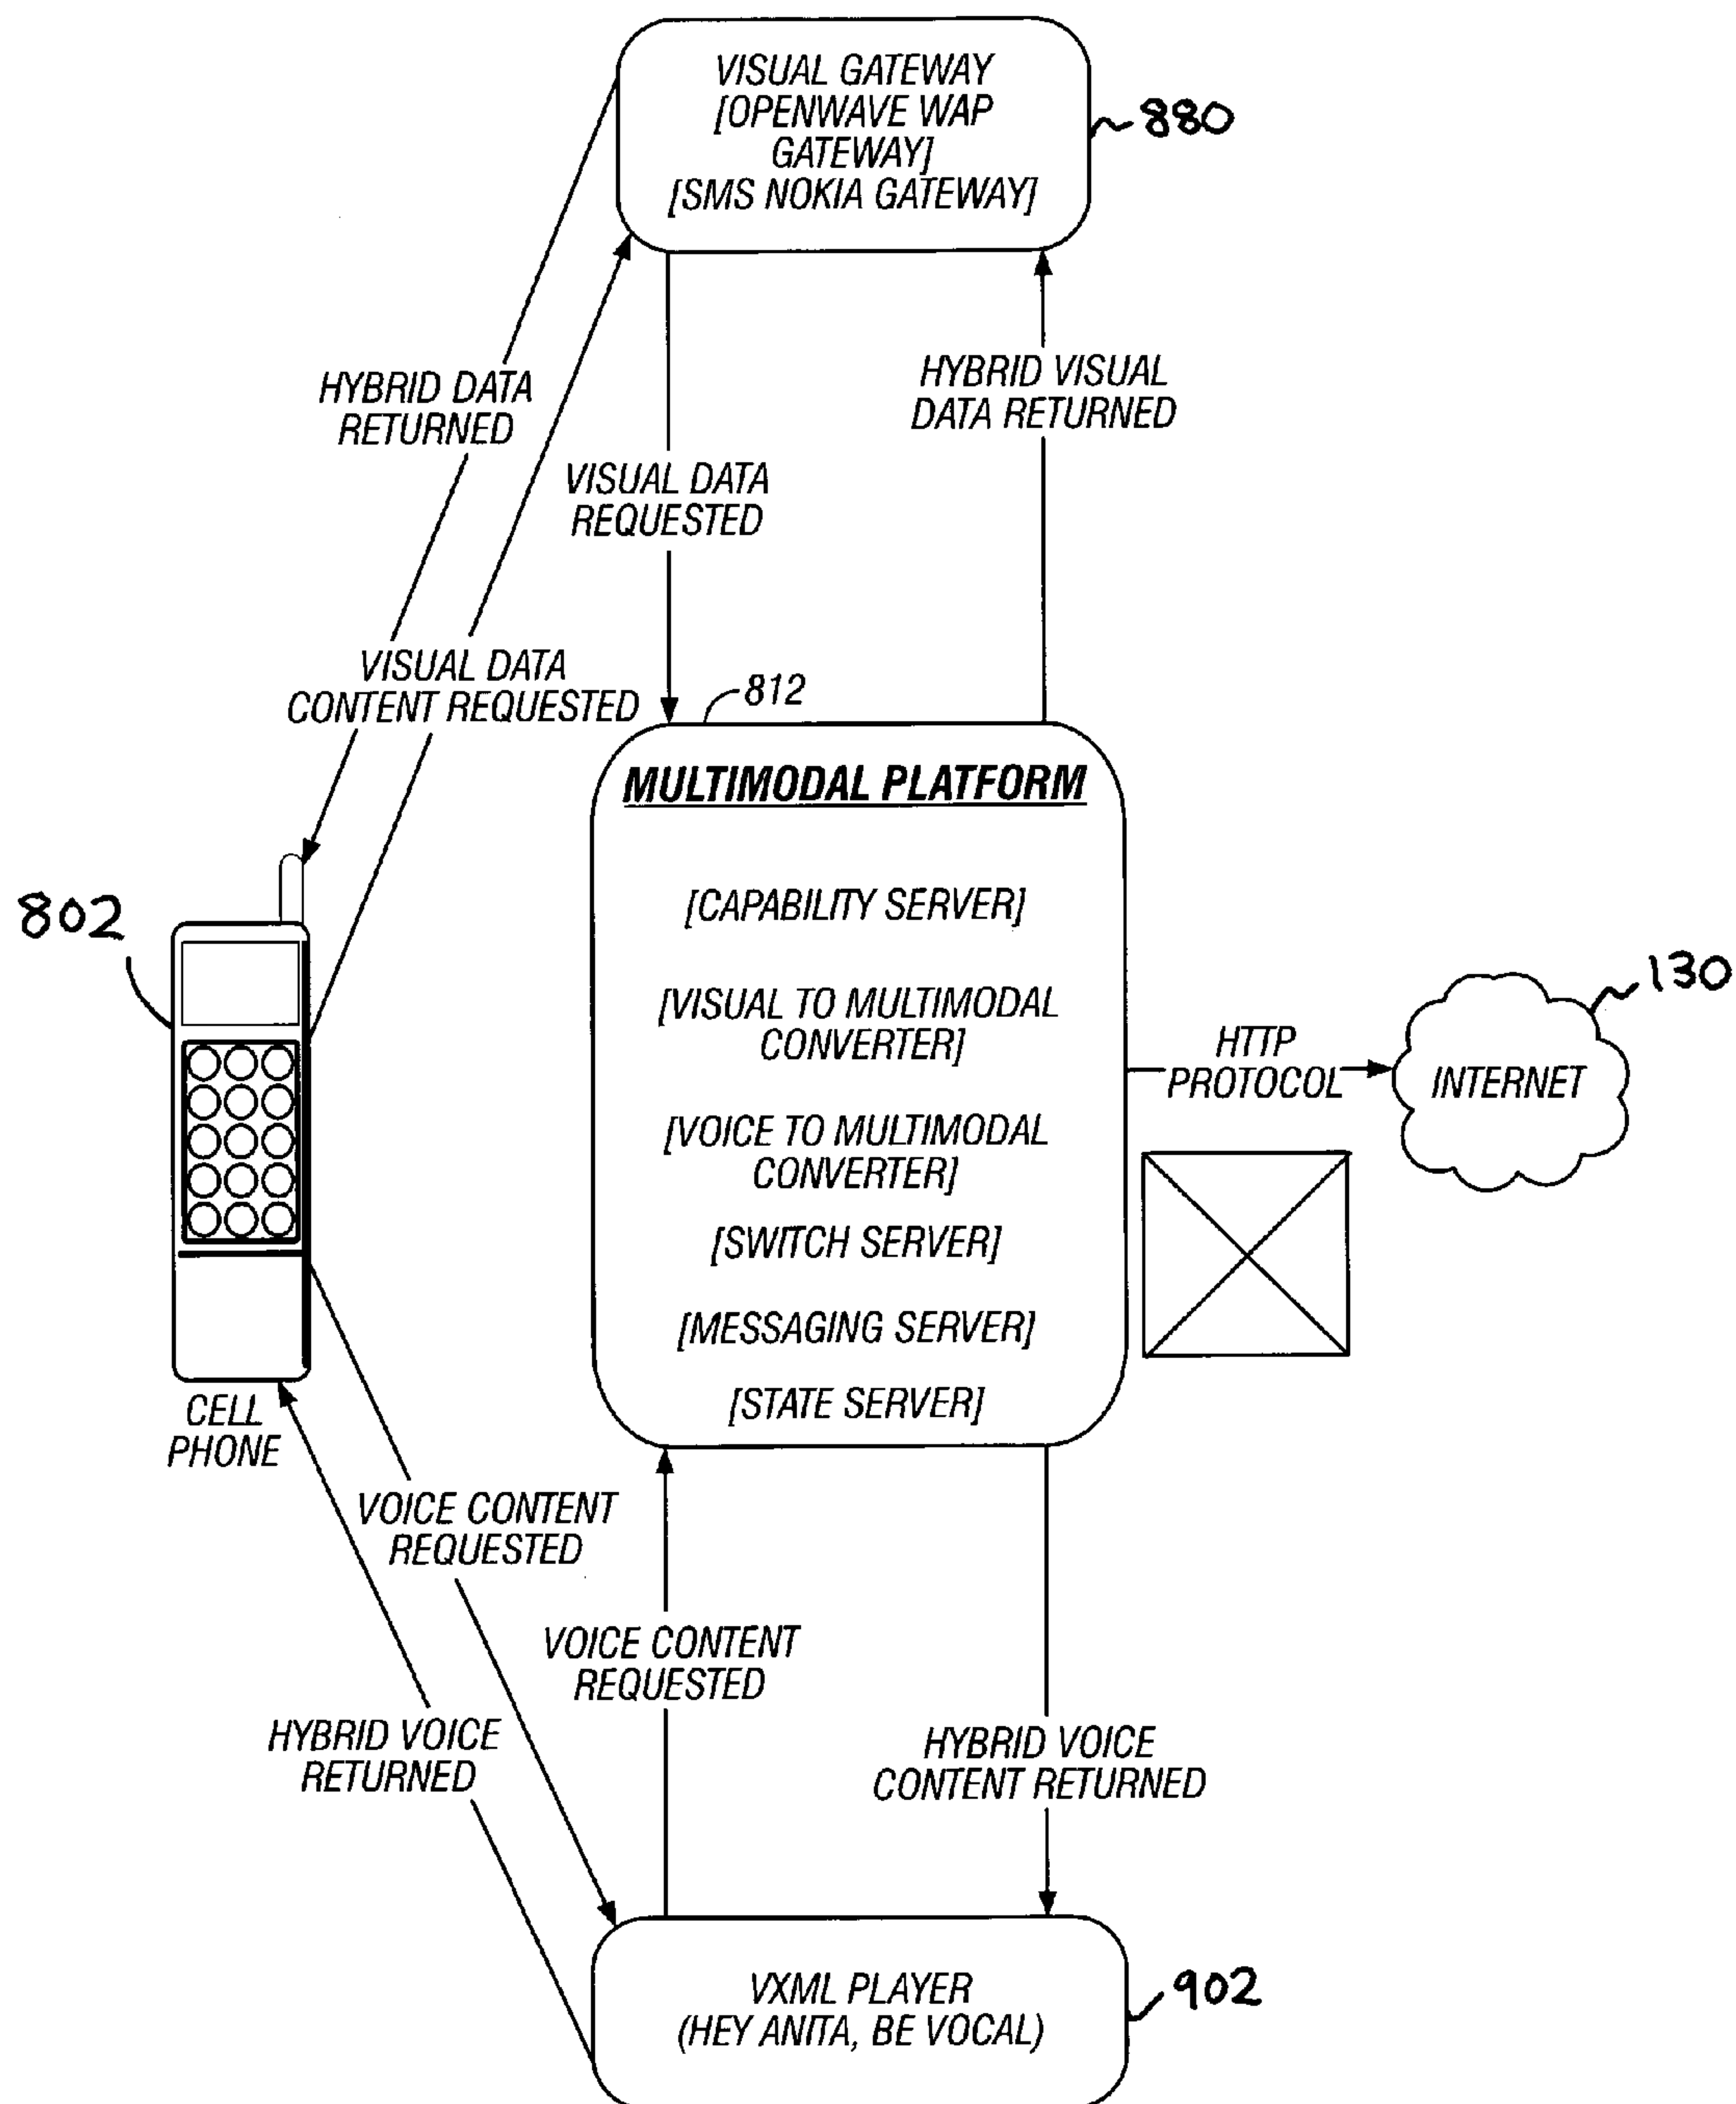 VISUAL GATEWAY
[OPENWAVE WAP
GATEWAY]
[SMS NOKIA GATEWAY]
880
HYBRID DATA
RETURNED
HYBRID VISUAL
DATA RETURNED
VISUAL DATA
REQUESTED
VISUAL DATA
CONTENT REQUESTED
812
MULTIMODAL PLATFORM
[CAPABILITY SERVER]
[VISUAL TO MULTIMODAL
CONVERTER]
[VOICE TO MULTIMODAL
CONVERTER]
[SWITCH SERVER]
[MESSAGING SERVER]
[STATE SERVER]
802
CELL
PHONE
HTTP
PROTOCOL
INTERNET
130
VOICE CONTENT
REQUESTED
VOICE CONTENT
REQUESTED
HYBRID VOICE
RETURNED
HYBRID VOICE
CONTENT RETURNED
VXML PLAYER
(HEY ANITA, BE VOCAL)
902